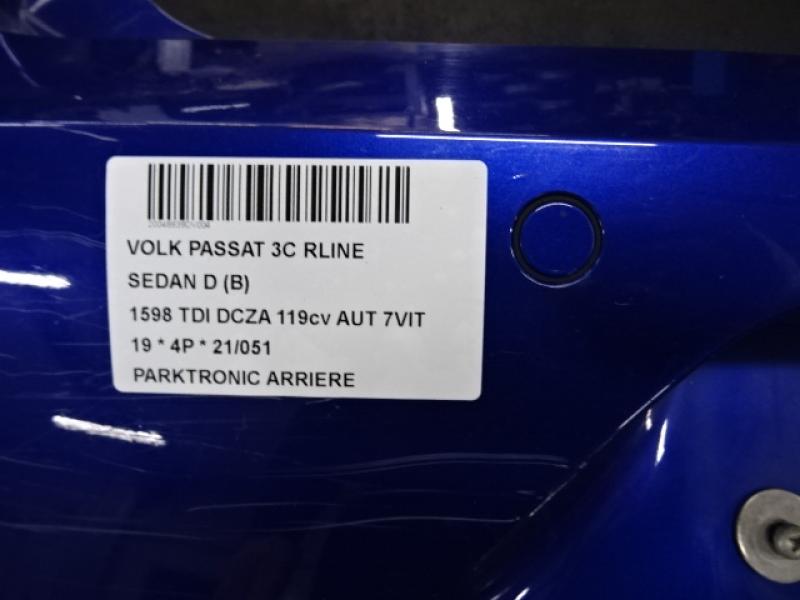 VOLK PASSAT 3C RLINE
SEDAN D (B)
1598 TDI DCZA 119cv AUT 7VIT
19 * 4P * 21/051
PARKTRONIC ARRIERE